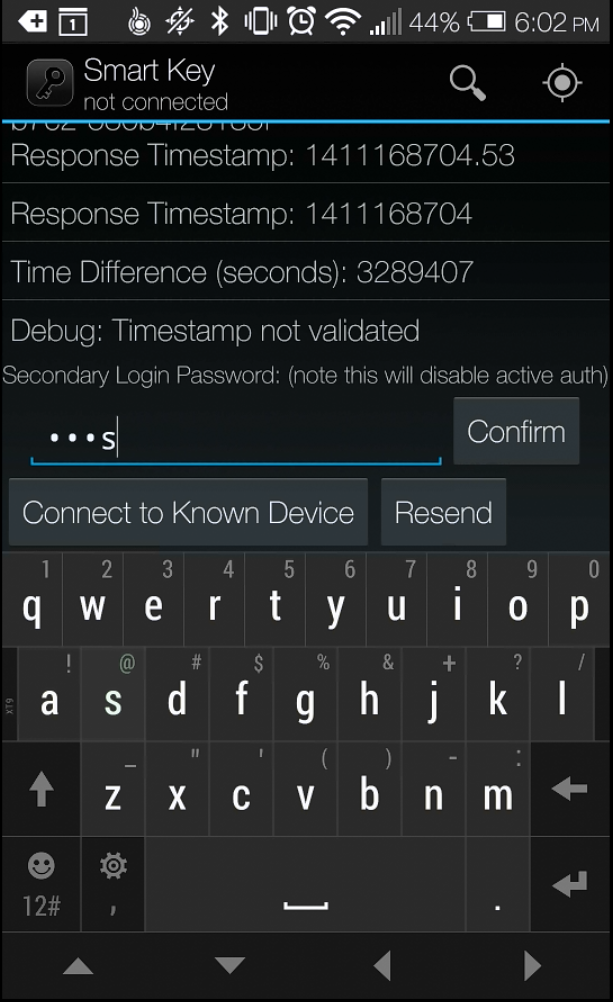 1 44% 6:02 PM
Smart Key
not connected
Response Timestamp: 1411168704.53
Response Timestamp: 1411168704
Time Difference (seconds): 3289407
Debug: Timestamp not validated
Secondary Login Password: (note this will disable active auth)
•••s
Confirm
Connect to Known Device Resend
1 2 3 4 5 6 7 8 9 0
q w e r t y u i o p
! @ # $ % & + ? /
XT9 a s d f g h j k l
_ " ' ( ) - :
z x c v b n m
12# , .